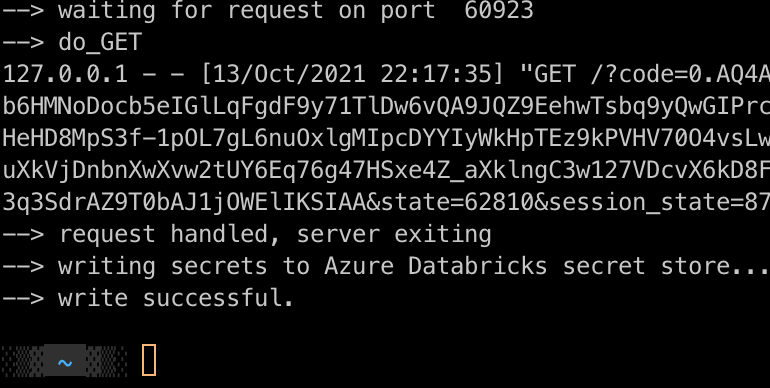 --> waiting for request on port  60923
--> do_GET
127.0.0.1 - - [13/Oct/2021 22:17:35] "GET /?code=0.AQ4A
b6HMNoDocb5eIGlLqFgdF9y71TlDw6vQA9JQZ9EehwTsbq9yQwGIPrc
HeHD8MpS3f-1pOL7gL6nuOxlgMIpcDYYIyWkHpTEz9kPVHV70O4vsLw
uXkVjDnbnXwXvw2tUY6Eq76g47HSxe4Z_aXklngC3w127VDcvX6kD8F
3q3SdrAZ9T0bAJ1jOWElIKSIAA&state=62810&session_state=87
--> request handled, server exiting
--> writing secrets to Azure Databricks secret store...
--> write successful.
~